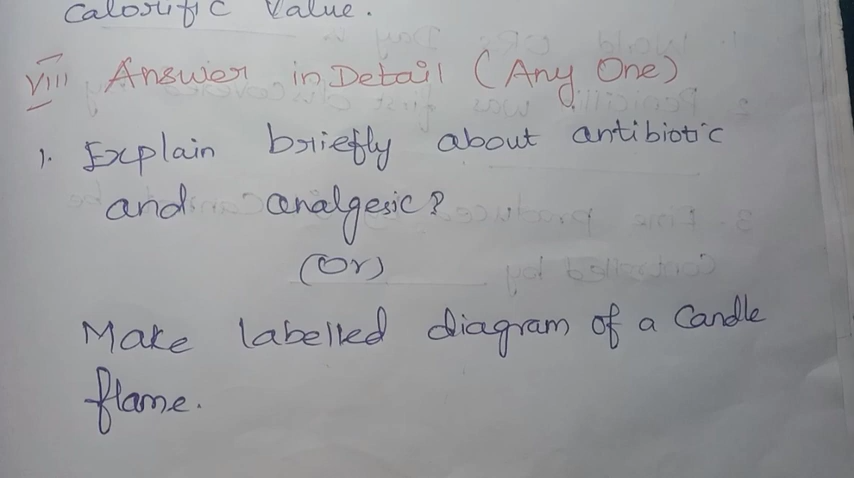 Calorific Value.
VIII Answer in Detail (Any One)
1. Explain briefly about antibiotic
and analgesic?
(Or)
Make labelled diagram of a Candle
flame.